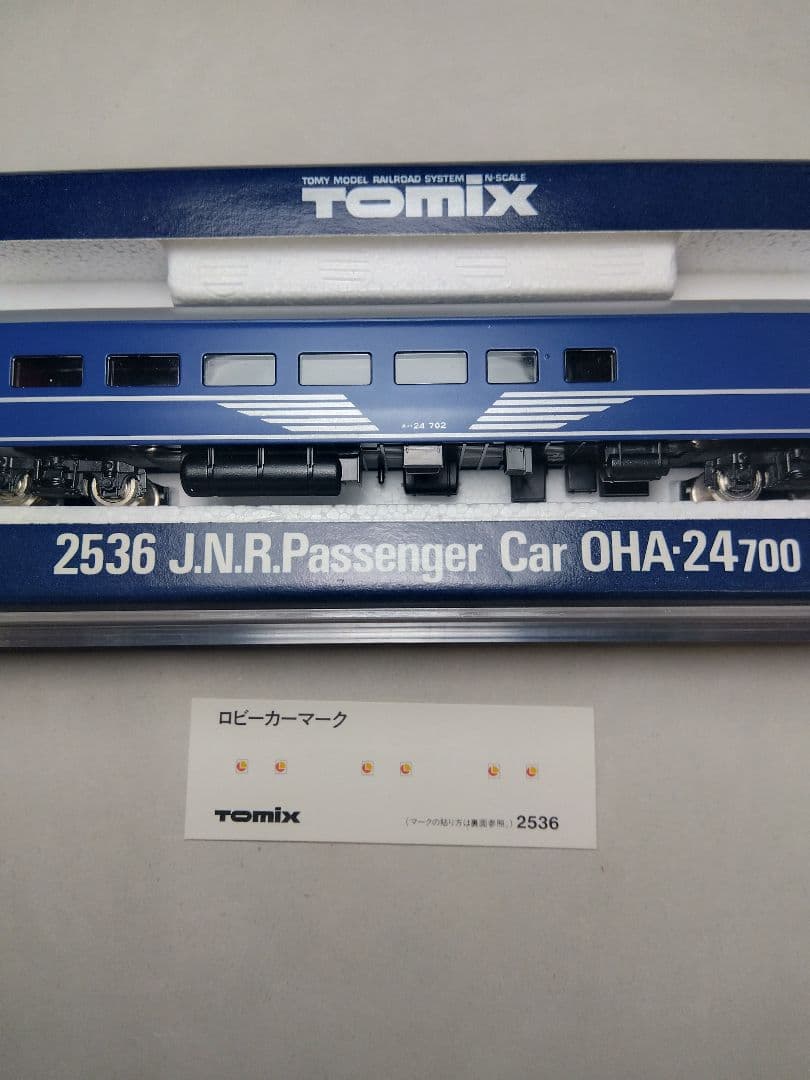 TOMY MODEL RAILROAD SYSTEM N-SCALE
TOMIX
オハ24 702
2536 J.N.R.Passenger Car OHA·24700
ロビーカーマーク
TOMIX
(マークの貼り方は裏面参照。) 2536